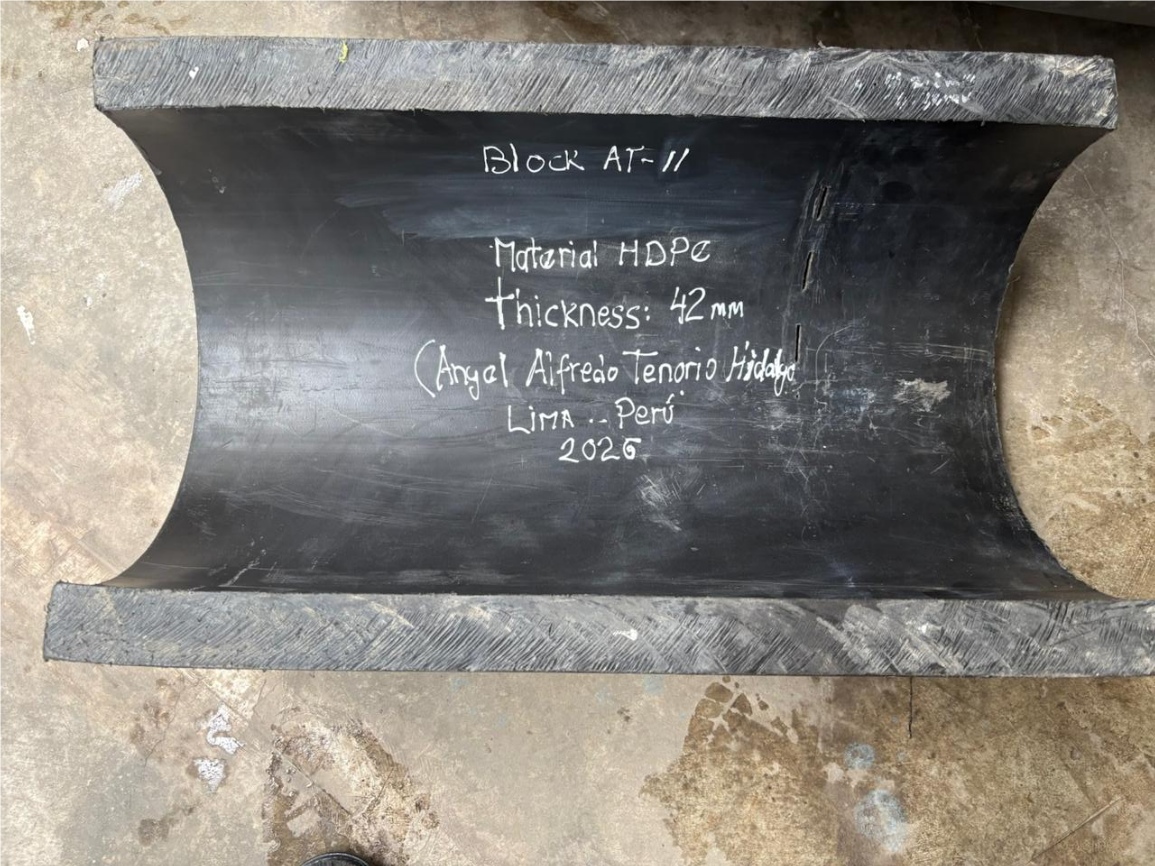 Block AT-11
Material HDPE
Thickness: 42mm
(Angel Alfredo Tenorio Hidalgo
LIMA -- Perú
2026